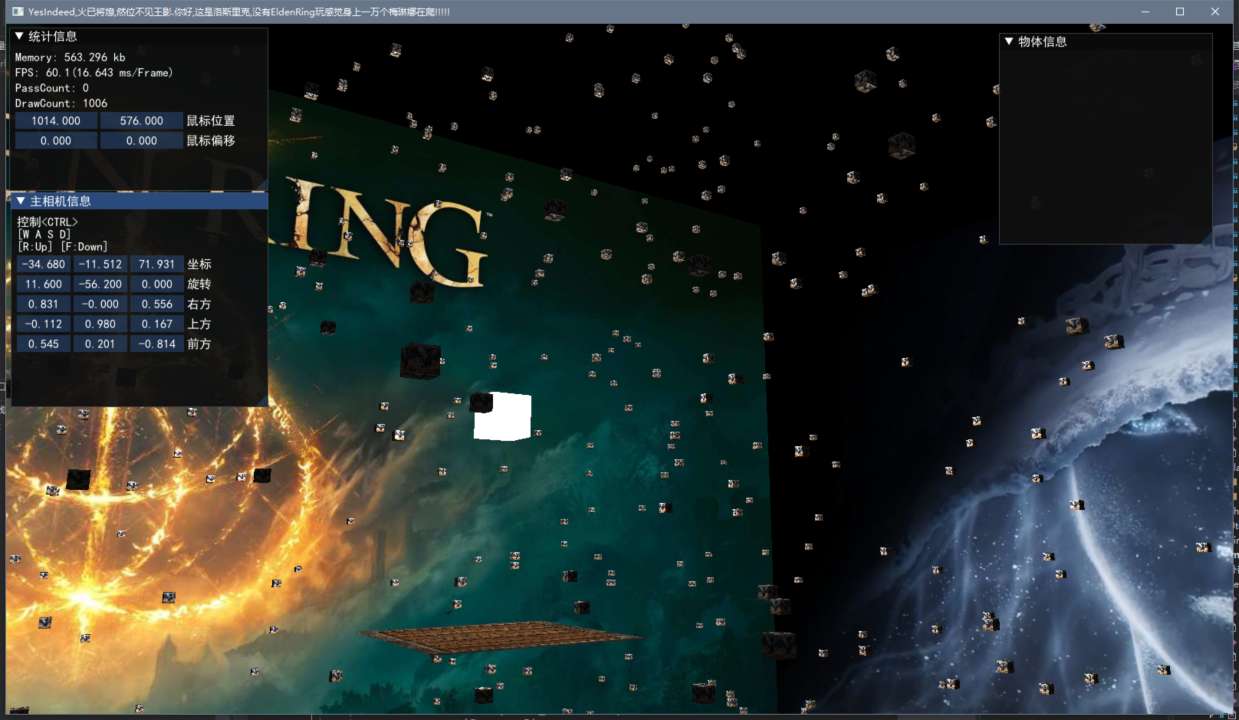 YesIndeed,火已将熄,然位不见王影.你好,这是洛斯里克,没有EldenRing玩感觉身上一万个梅琳娜在爬!!!!!
统计信息
Memory: 563.296 kb
FPS: 60.1(16.643 ms/Frame)
PassCount: 0
DrawCount: 1006
1014.000 576.000 鼠标位置
0.000 0.000 鼠标偏移
主相机信息
控制<CTRL>
[W A S D]
[R:Up] [F:Down]
-34.680 -11.512 71.931 坐标
11.600 -56.200 0.000 旋转
0.831 -0.000 0.556 右方
-0.112 0.980 0.167 上方
0.545 0.201 -0.814 前方
物体信息
N RING